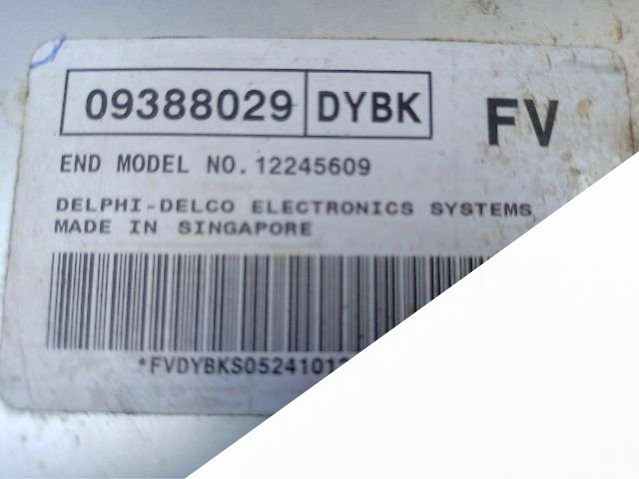 09388029 DYBK FV
END MODEL NO.12245609
DELPHI-DELCO ELECTRONICS SYSTEMS
MADE IN SINGAPORE